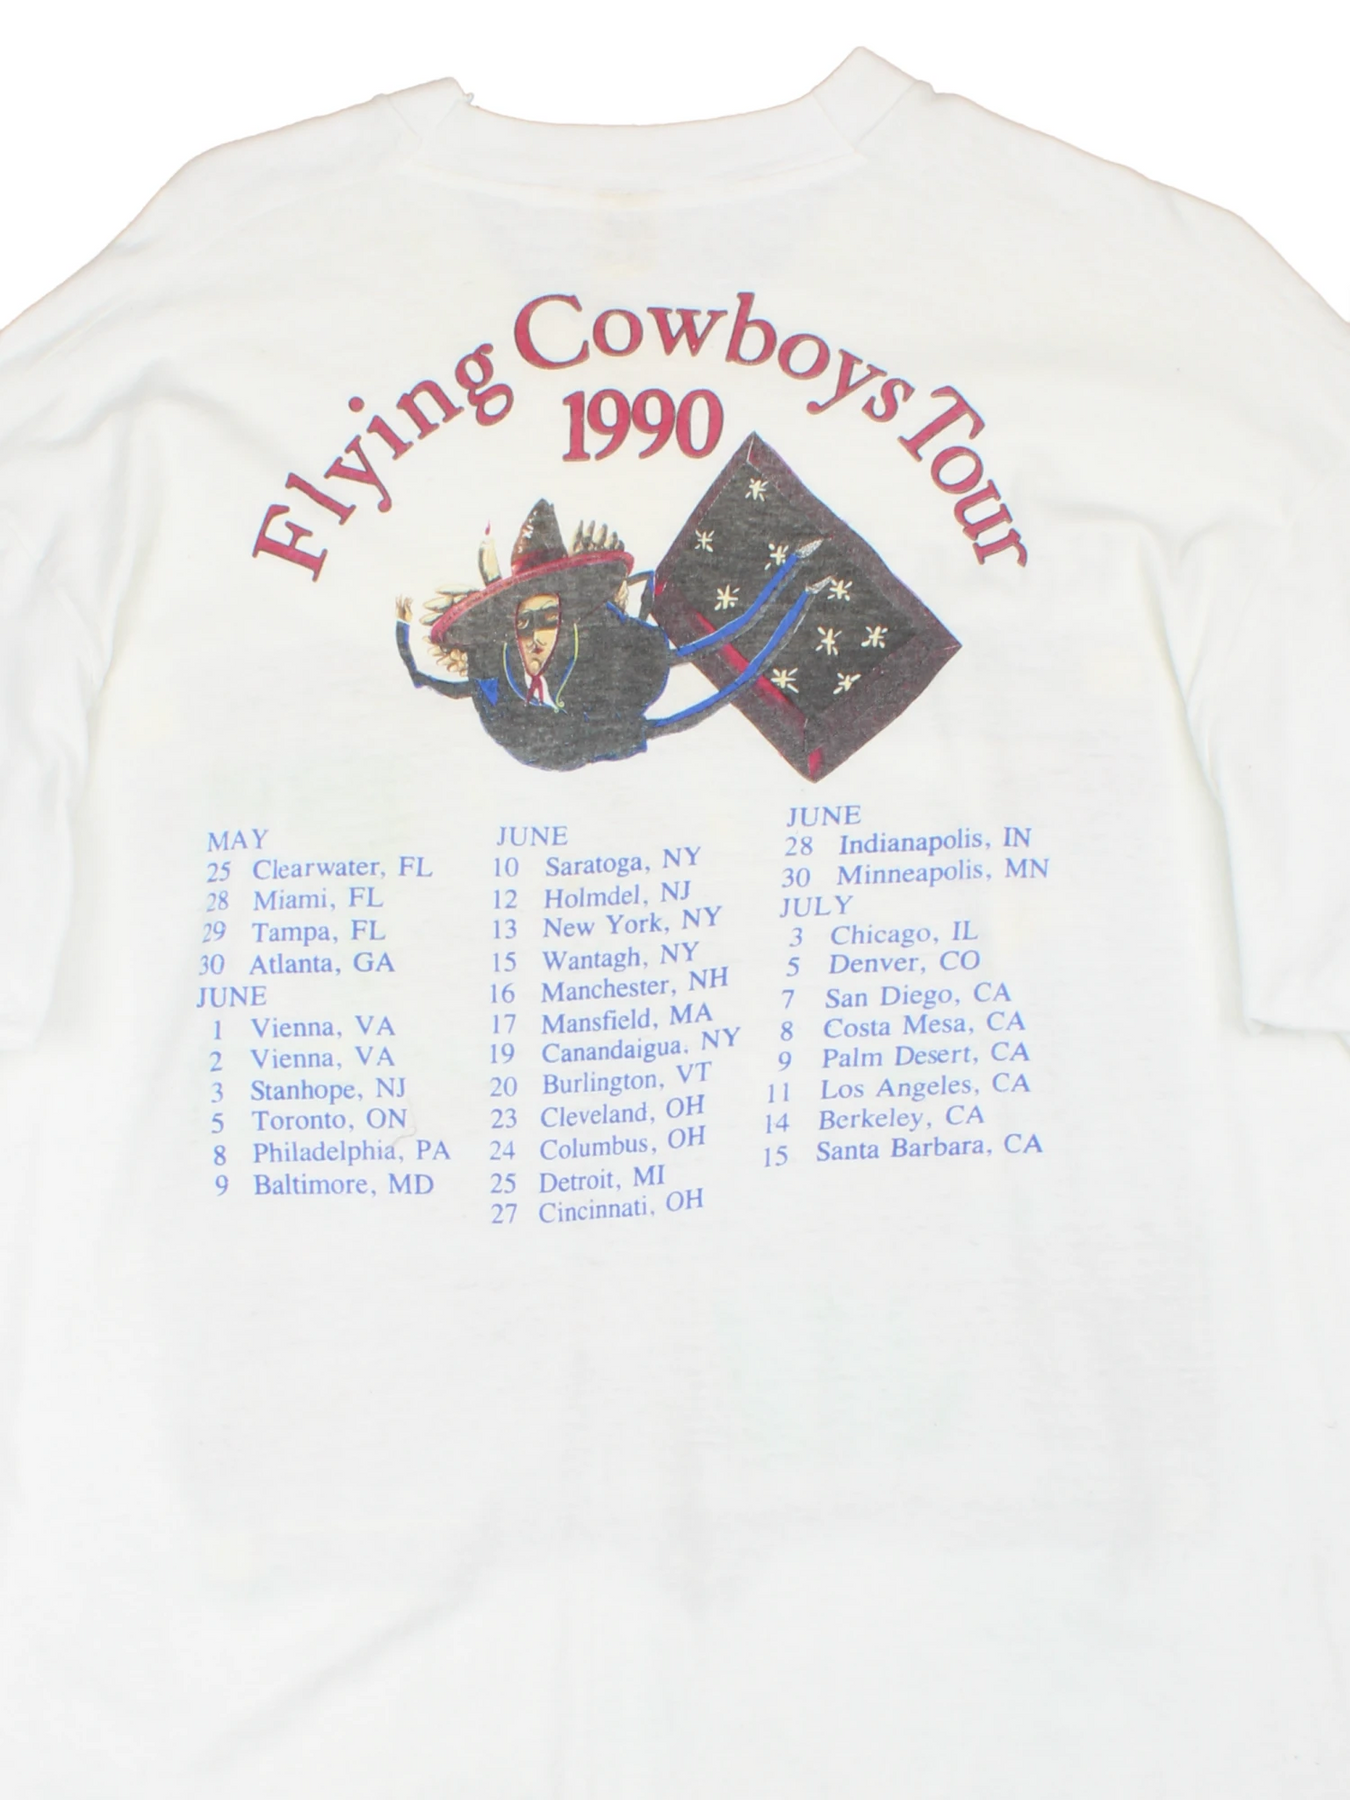 Flying Cowboys Tour
1990
MAY
25 Clearwater, FL
28 Miami, FL
29 Tampa, FL
30 Atlanta, GA
JUNE
1 Vienna, VA
2 Vienna, VA
3 Stanhope, NJ
5 Toronto, ON
8 Philadelphia, PA
9 Baltimore, MD
JUNE
10 Saratoga, NY
12 Holmdel, NJ
13 New York, NY
15 Wantagh, NY
16 Manchester, NH
17 Mansfield, MA
19 Canandaigua, NY
20 Burlington, VT
23 Cleveland, OH
24 Columbus, OH
25 Detroit, MI
27 Cincinnati, OH
JUNE
28 Indianapolis, IN
30 Minneapolis, MN
JULY
3 Chicago, IL
5 Denver, CO
7 San Diego, CA
8 Costa Mesa, CA
9 Palm Desert, CA
11 Los Angeles, CA
14 Berkeley, CA
15 Santa Barbara, CA